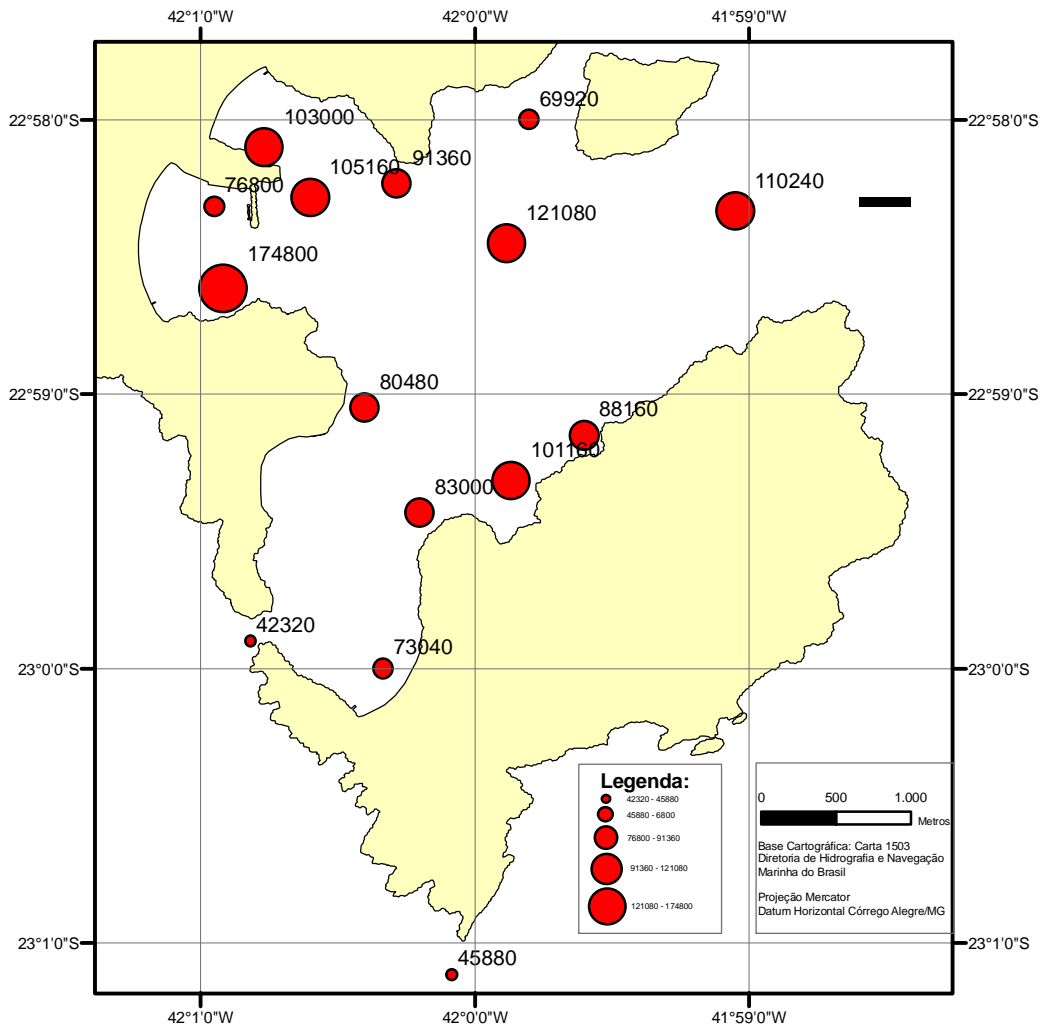 42°1'0"W 42°0'0"W 41°59'0"W
22°58'0"S 22°58'0"S
69920
103000
105160
91360
76800
110240
121080
174800
80480
22°59'0"S 22°59'0"S
88160
101160
83000
42320
73040
23°0'0"S 23°0'0"S
Legenda:
42320 - 45880
45880 - 6800
76800 - 91360
91360 - 121080
121080 - 174800
0 500 1.000
Metros
Base Cartográfica: Carta 1503
Diretoria de Hidrografia e Navegação
Marinha do Brasil
Projeção Mercator
Datum Horizontal Córrego Alegre/MG
23°1'0"S 23°1'0"S
45880
42°1'0"W 42°0'0"W 41°59'0"W